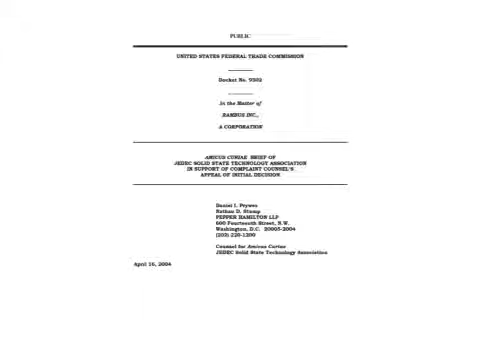 PUBLIC
UNITED STATES FEDERAL TRADE COMMISSION
Docket No. 9302
In the Matter of
RAMBUS INC.,
A CORPORATION
AMICUS CURIAE BRIEF OF
JEDEC SOLID STATE TECHNOLOGY ASSOCIATION
IN SUPPORT OF COMPLAINT COUNSEL'S
APPEAL OF INITIAL DECISION
Daniel I. Prywes
Nathan D. Stump
PEPPER HAMILTON LLP
600 Fourteenth Street, N.W.
Washington, D.C. 20005-2004
(202) 220-1200
Counsel for Amicus Curiae
JEDEC Solid State Technology Association
April 16, 2004